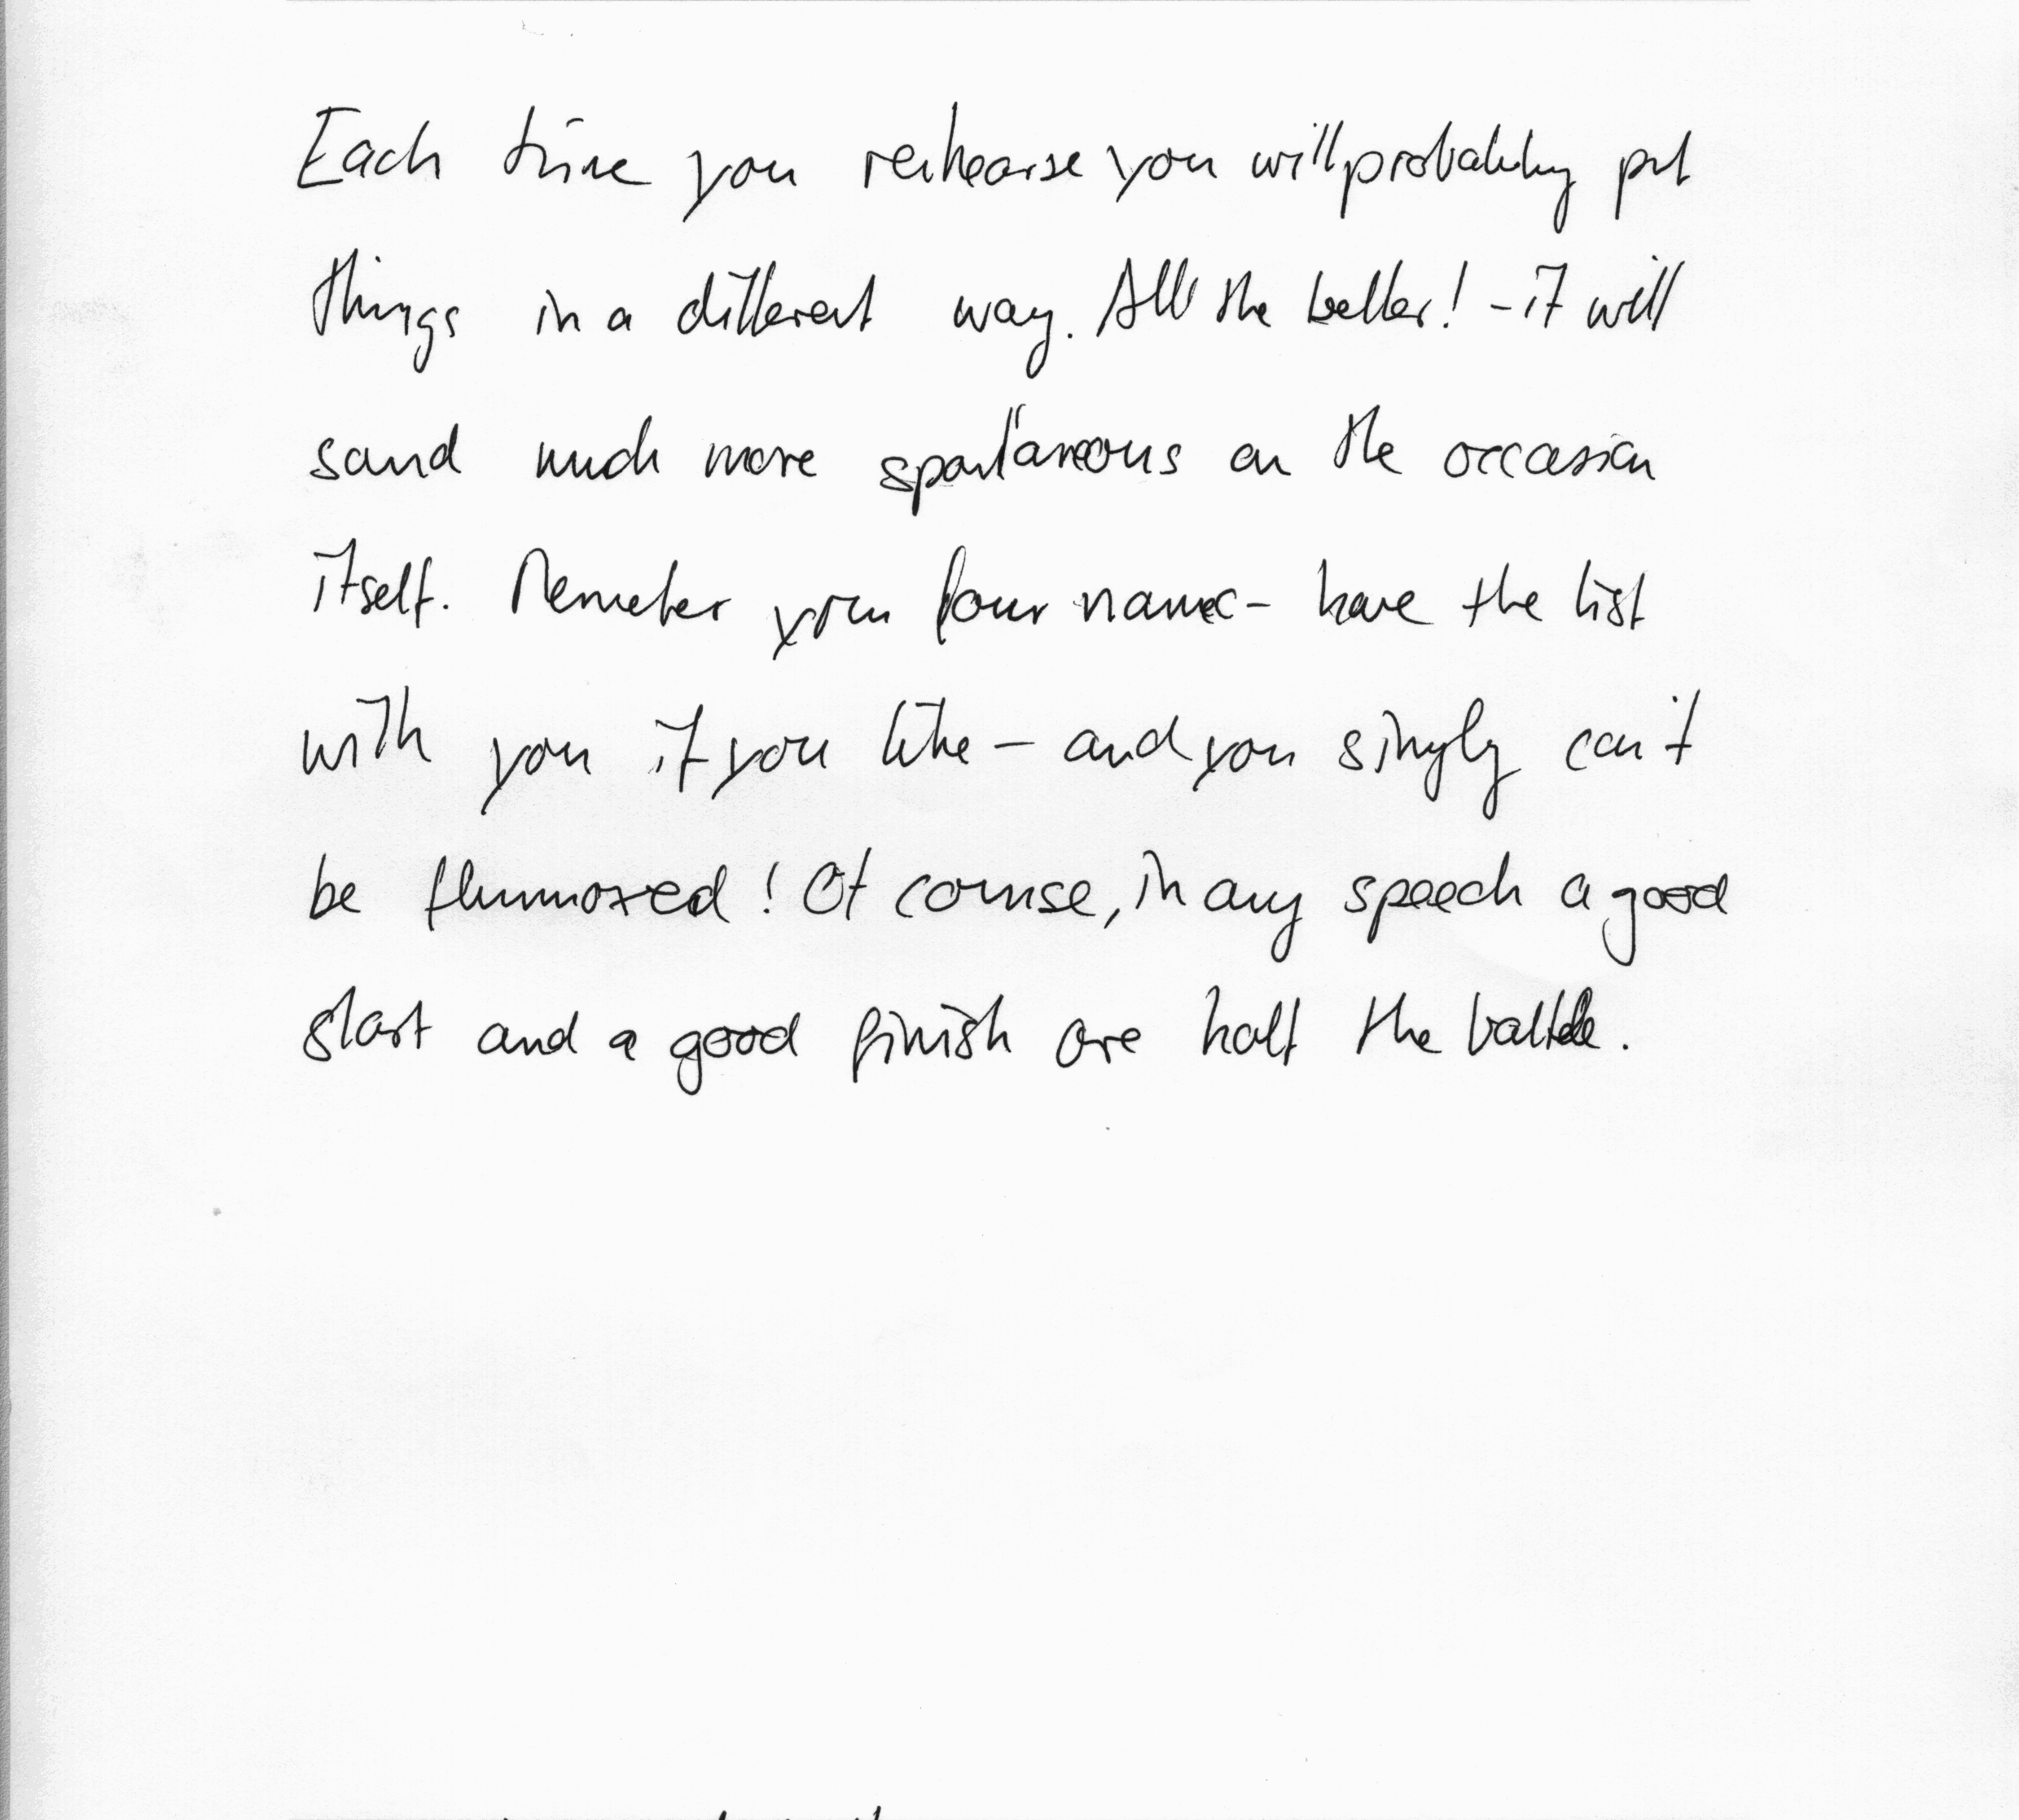 Each time you rehearse you will probably put
things in a different way. All the better! - it will
sound much more spontaneous on the occasion
itself. Remember your four names - have the list
with you if you like - and you simply can't
be flummoxed! Of course, in any speech a good
start and a good finish are half the battle.